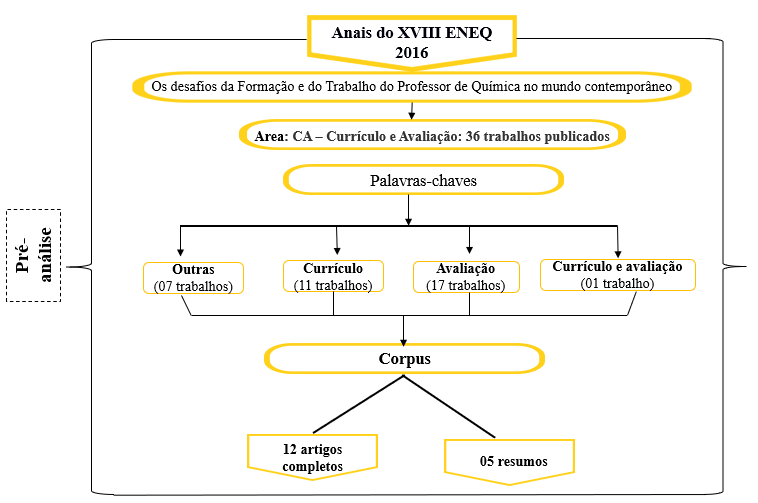 Anais do XVIII ENEQ
2016
Os desafios da Formação e do Trabalho do Professor de Química no mundo contemporâneo
Area: CA – Currículo e Avaliação: 36 trabalhos publicados
Palavras-chaves
Pré-
análise
Outras
(07 trabalhos)
Currículo
(11 trabalhos)
Avaliação
(17 trabalhos)
Currículo e avaliação
(01 trabalho)
Corpus
12 artigos
completos
05 resumos